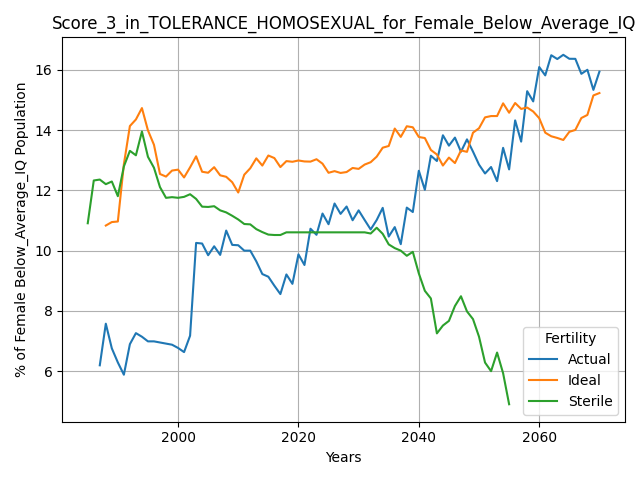 Score_3_in_TOLERANCE_HOMOSEXUAL_for_Female_Below_Average_IQ
% of Female Below_Average_IQ Population
16
14
12
10
8
6
Fertility
Actual
Ideal
Sterile
2000 2020 2040 2060
Years